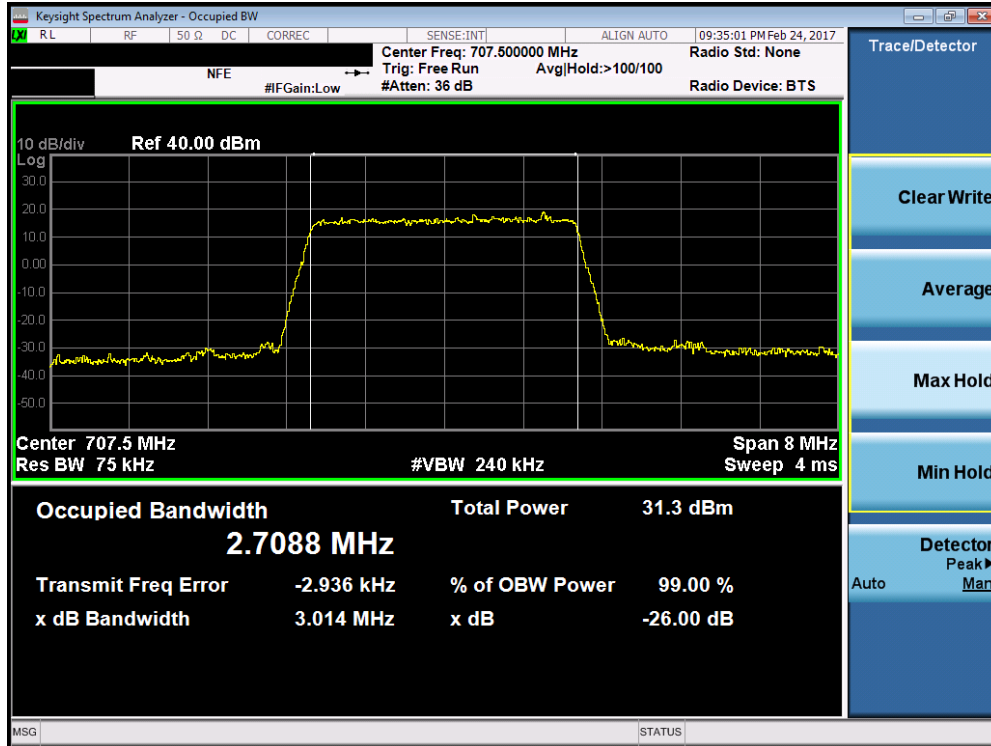 Keysight Spectrum Analyzer - Occupied BW
LXI RL RF 50 Ω DC CORREC SENSE:INT ALIGN AUTO 09:35:01 PM Feb 24, 2017
Center Freq: 707.500000 MHz Radio Std: None
NFE Trig: Free Run Avg|Hold:>100/100
#IFGain:Low #Atten: 36 dB Radio Device: BTS
Trace/Detector
10 dB/div Ref 40.00 dBm
Log
30.0
20.0
10.0
0.00
-10.0
-20.0
-30.0
-40.0
-50.0
Center 707.5 MHz Span 8 MHz
Res BW 75 kHz #VBW 240 kHz Sweep 4 ms
Occupied Bandwidth Total Power 31.3 dBm
2.7088 MHz
Transmit Freq Error -2.936 kHz % of OBW Power 99.00 %
x dB Bandwidth 3.014 MHz x dB -26.00 dB
Clear Write
Average
Max Hold
Min Hold
Detector
Peak▶
Auto Man
MSG STATUS